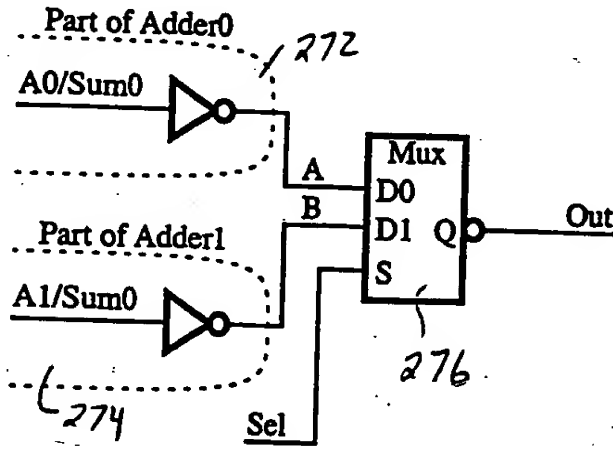 Part of Adder0
272
A0/Sum0
Mux
A
D0
B
D1 Q
Out
Part of Adder1
S
A1/Sum0
276
274
Sel